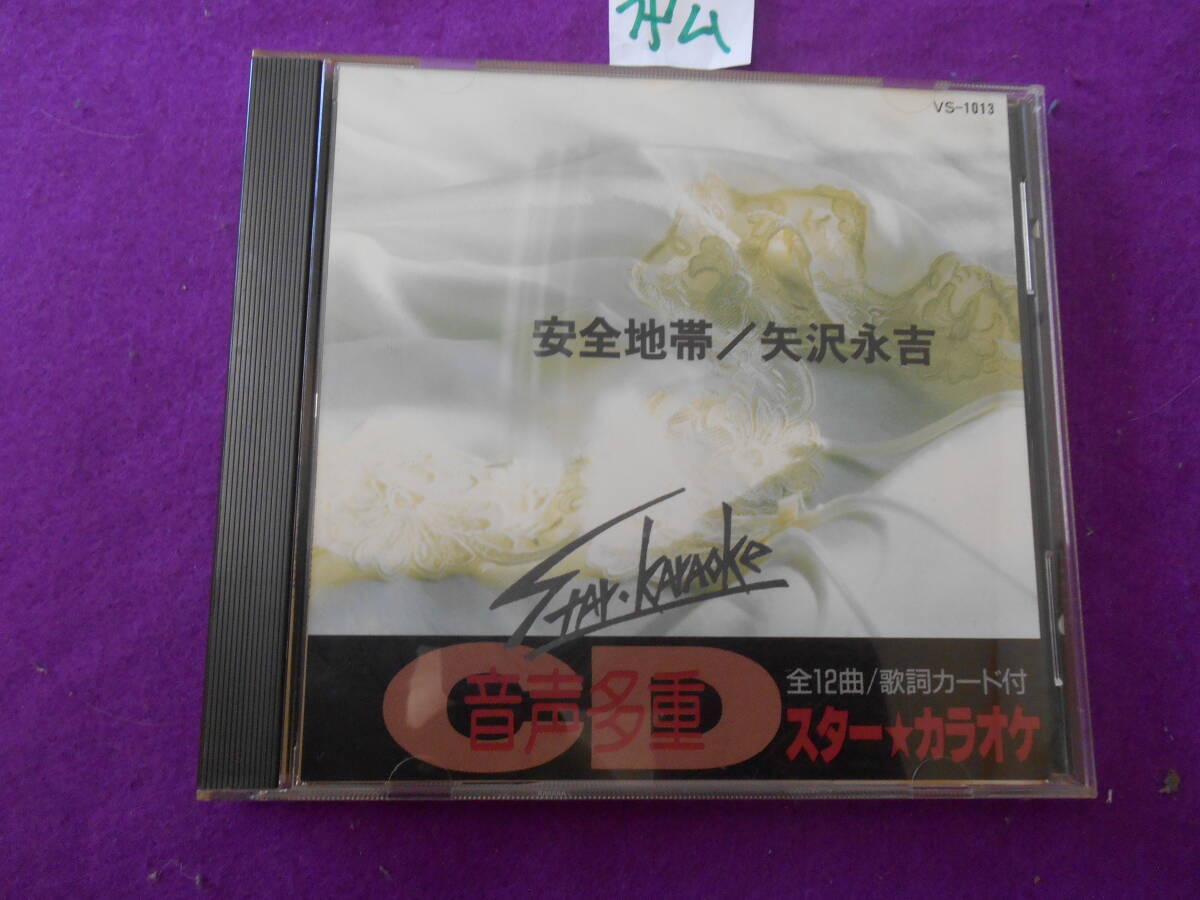 VS-1013
安全地帯/矢沢永吉
Star・Karaoke
CD
音声多重
全12曲/歌詞カード付
スター★カラオケ